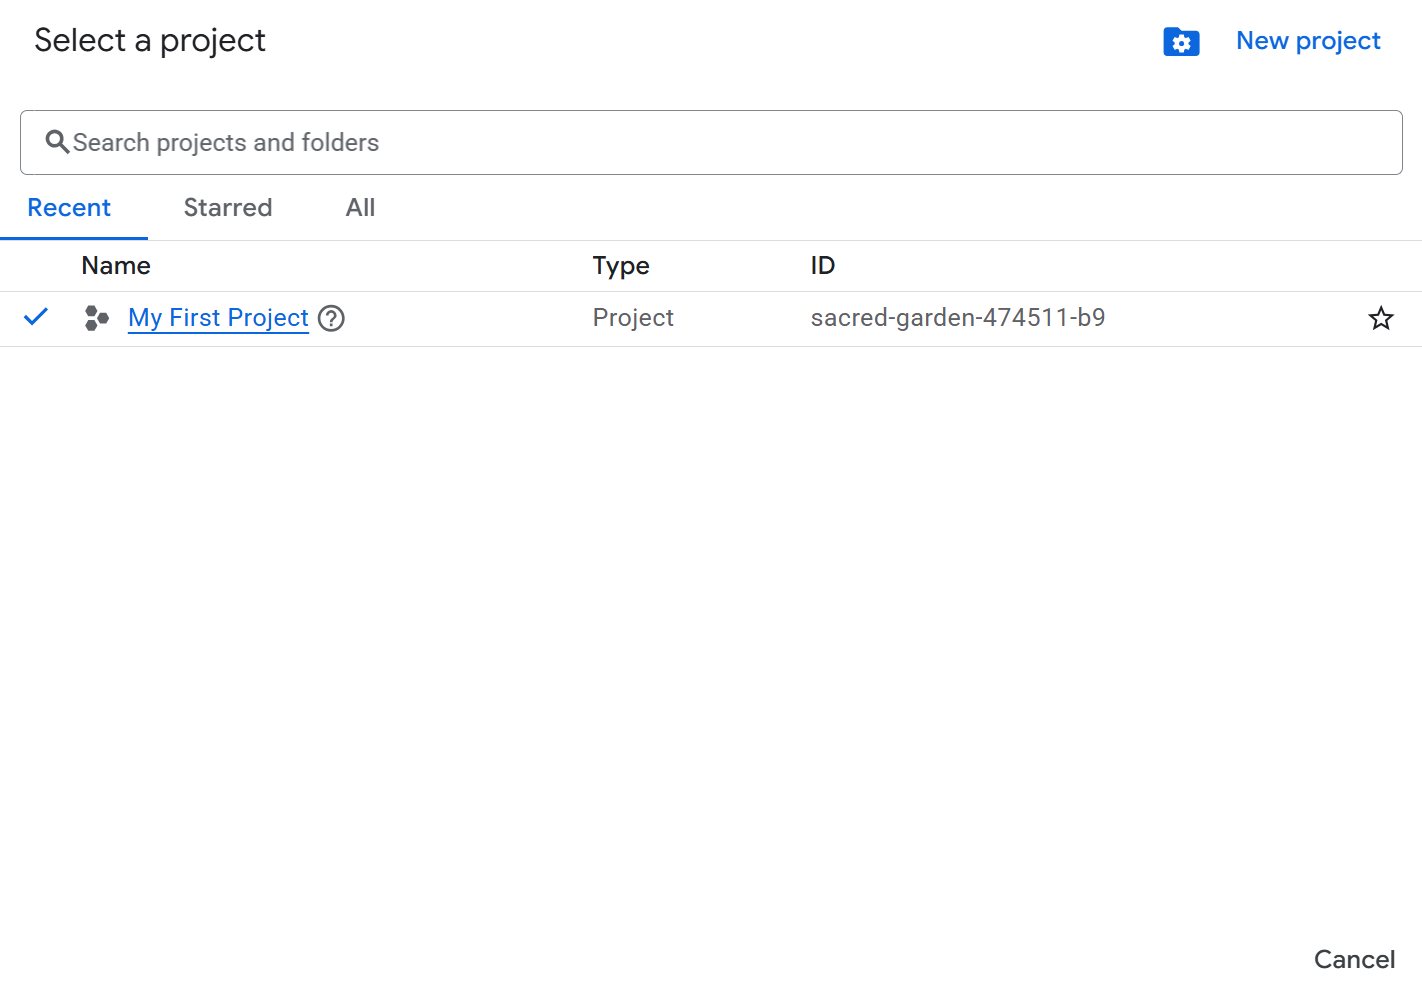 Select a project
New project
Search projects and folders
Recent Starred All
Name Type ID
My First Project Project sacred-garden-474511-b9
Cancel